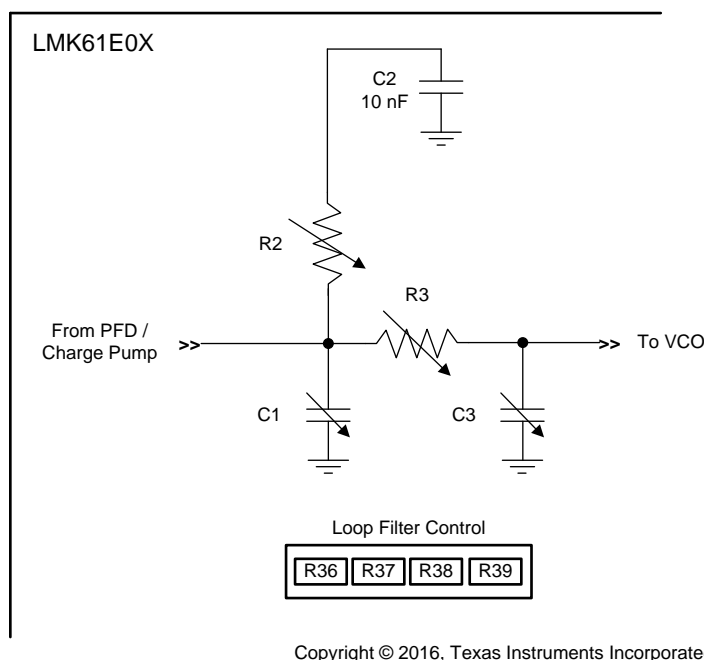 LMK61E0X
C2
10 nF
R2
R3
From PFD /
Charge Pump
>>
>>
To VCO
C1
C3
Loop Filter Control
R36
R37
R38
R39
Copyright © 2016, Texas Instruments Incorporate